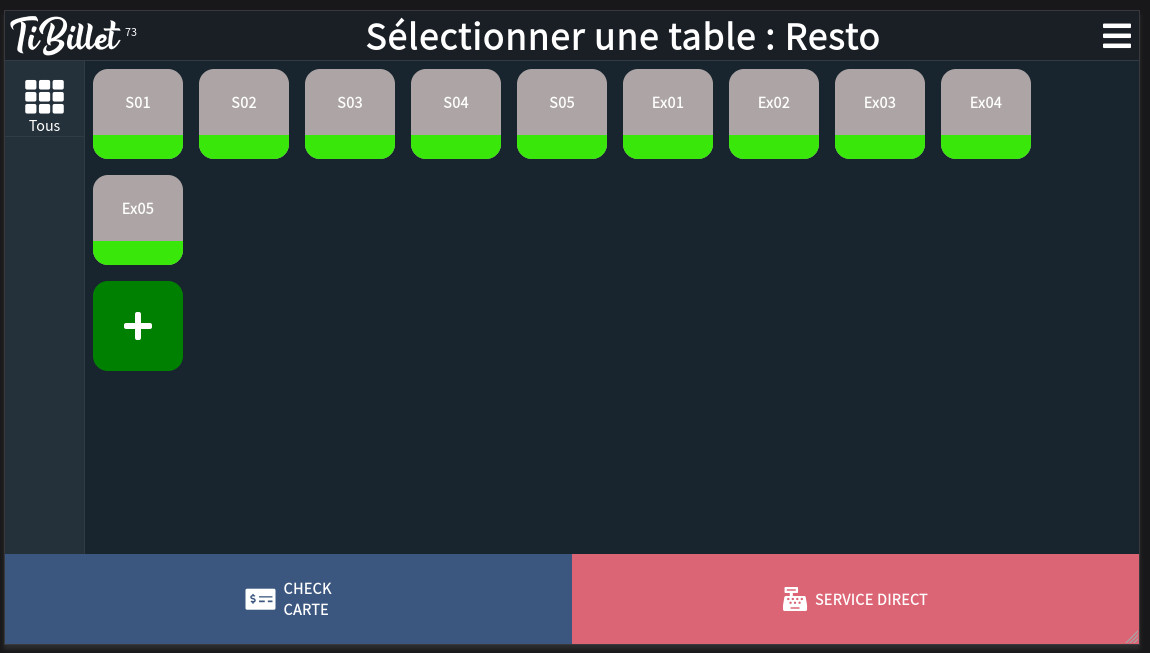 TiBillet 73
Sélectionner une table : Resto
Tous
S01 S02 S03 S04 S05 Ex01 Ex02 Ex03 Ex04
Ex05
CHECK
CARTE
SERVICE DIRECT